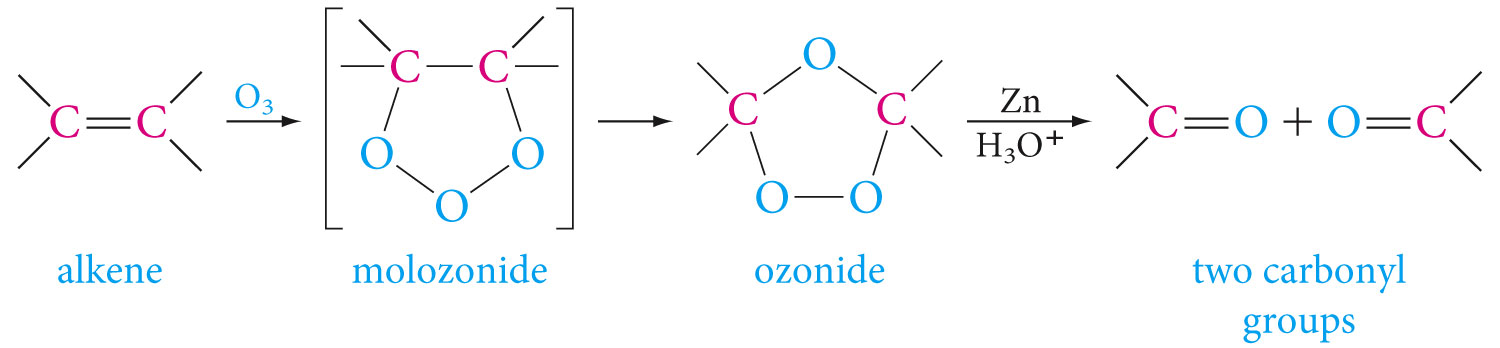 C=C
O₃
C—C
O O
O
O
C C
O—O
Zn
H₃O⁺
C=O + O=C
alkene
molozonide
ozonide
two carbonyl
groups